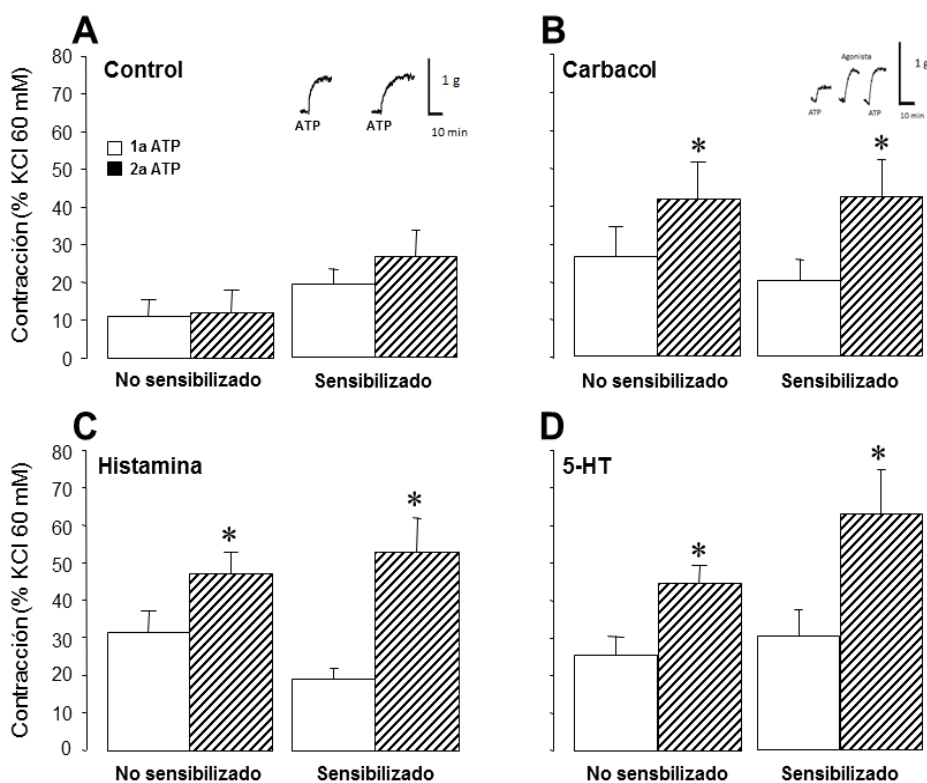 A
Control
80
70
60
50
40
30
20
10
0
Contracción (% KCl 60 mM)
1a ATP
2a ATP
ATP
ATP
1 g
10 min
No sensibilizado
Sensibilizado
B
Carbacol
Agonista
ATP
ATP
1 g
10 min
*
*
No sensibilizado
Sensibilizado
C
Histamina
80
70
60
50
40
30
20
10
0
Contracción (% KCl 60 mM)
*
*
No sensibilizado
Sensibilizado
D
5-HT
*
*
No sensibilizado
Sensibilizado